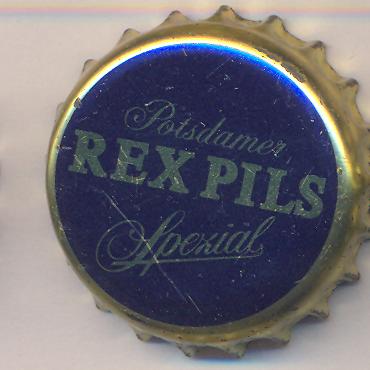 Potsdamer
REX PILS
Spezial